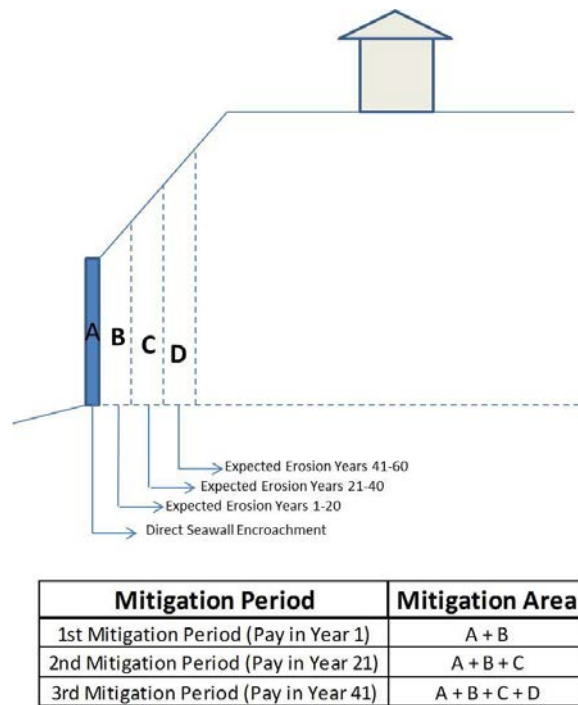 A
B
C
D
Expected Erosion Years 41-60
Expected Erosion Years 21-40
Expected Erosion Years 1-20
Direct Seawall Encroachment
Mitigation Period Mitigation Area
1st Mitigation Period (Pay in Year 1) A + B
2nd Mitigation Period (Pay in Year 21) A + B + C
3rd Mitigation Period (Pay in Year 41) A + B + C + D